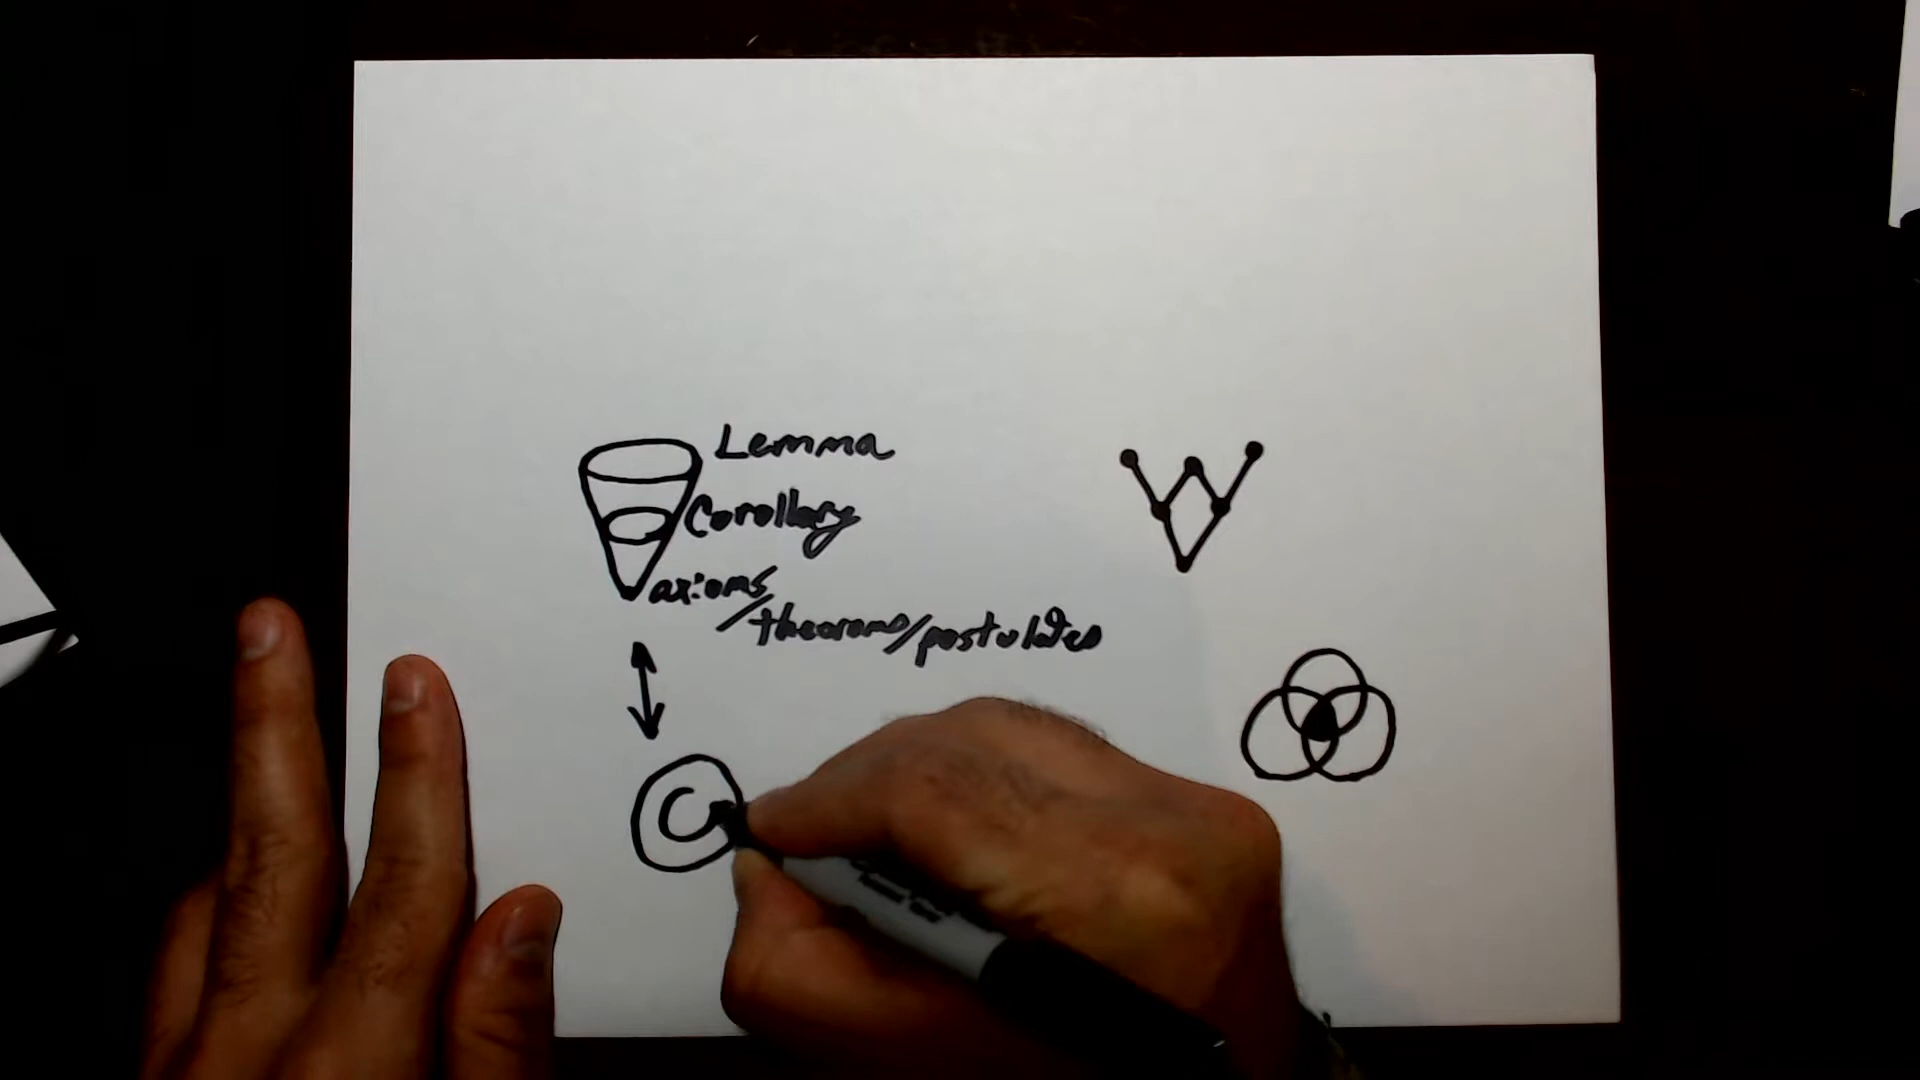 Lemma
Corollary
axioms
/theorems/postulates